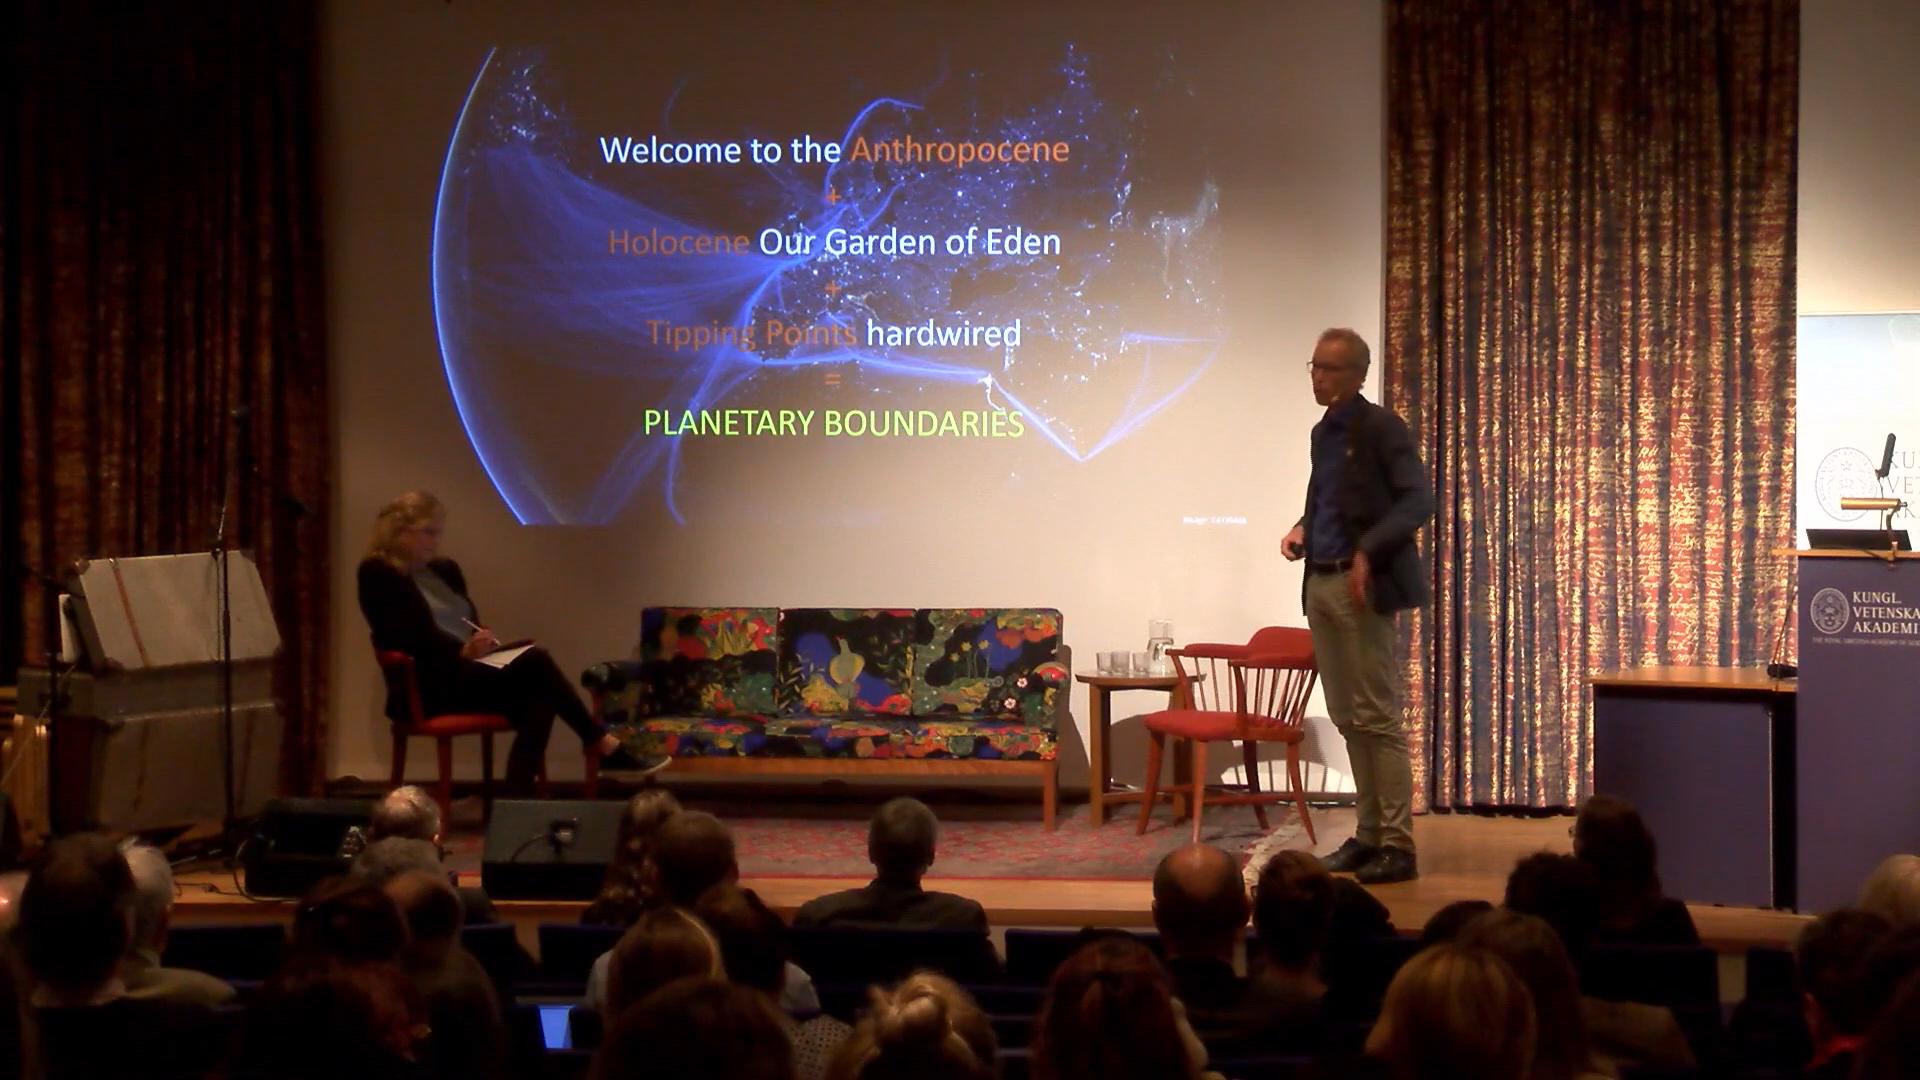 Welcome to the Anthropocene
+
Holocene Our Garden of Eden
+
Tipping Points hardwired
=
PLANETARY BOUNDARIES
KUNGL.
VETENSKA
AKADEMI